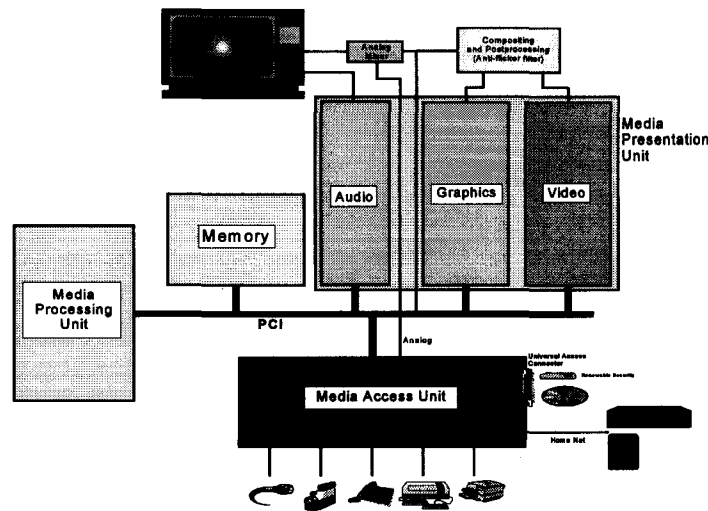 Analog
Compositing
and Postprocessing
(Anti-flicker filter)
Media
Presentation
Unit
Audio
Graphics
Video
Memory
Media
Processing
Unit
PCI
Analog
Universal Access
Connector
Renewable Security
Media Access Unit
Home Net